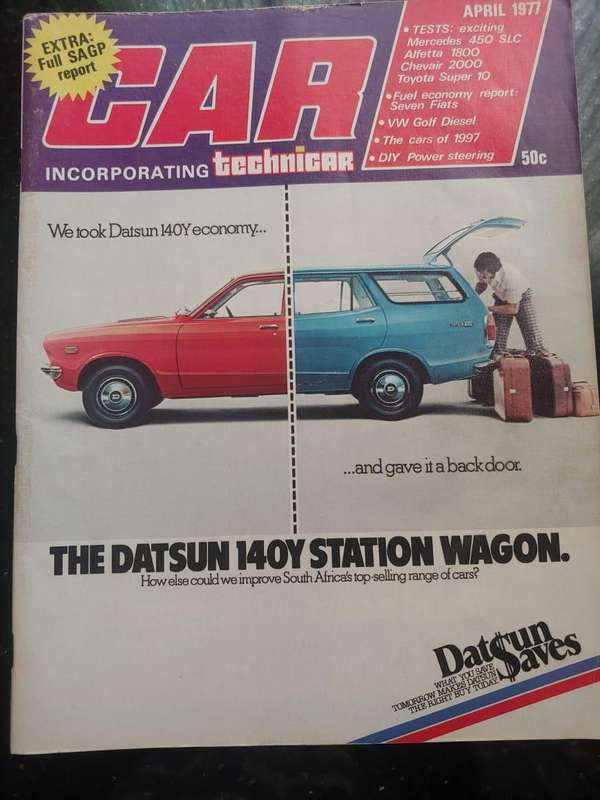 EXTRA:
Full SAGP
report
CAR
INCORPORATING technicar
APRIL 1977
• TESTS: exciting
Mercedes 450 SLC
Alfetta 1800
Chevair 2000
Toyota Super 10
• Fuel economy report:
Seven Fiats
• VW Golf Diesel
• The cars of 1997
• DIY Power steering
50c
We took Datsun 140Y economy...
...and gave it a back door.
THE DATSUN 140Y STATION WAGON.
How else could we improve South Africa's top-selling range of cars?
Datsun
$aves
WHAT YOU SAVE
TOMORROW MAKES DATSUN
THE RIGHT BUY TODAY